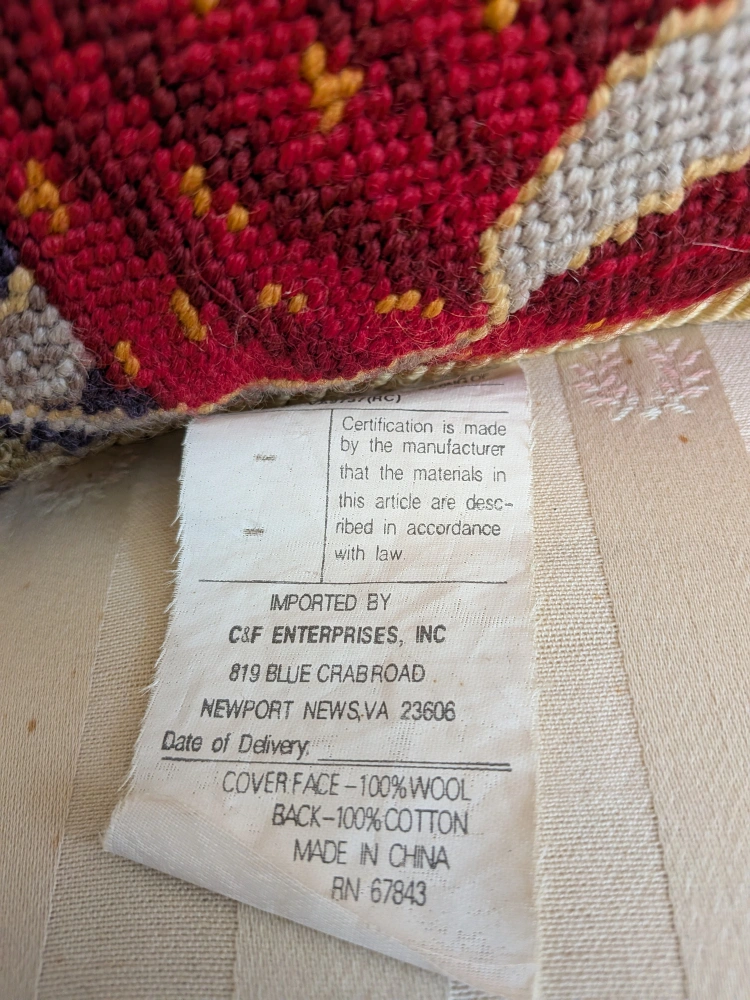 (RC)
Certification is made
by the manufacturer
that the materials in
this article are desc-
ribed in accordance
with law.
IMPORTED BY
C&F ENTERPRISES, INC
819 BLUE CRAB ROAD
NEWPORT NEWS,VA 23606
Date of Delivery:
COVER FACE-100%WOOL
BACK-100%COTTON
MADE IN CHINA
RN 67843